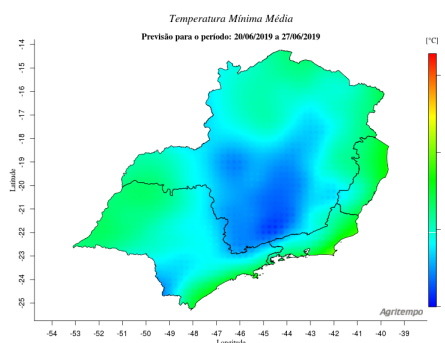 Temperatura Mínima Média
Previsão para o período: 20/06/2019 a 27/06/2019
[°C]
-14
-15
-16
-17
-18
-19
-20
-21
-22
-23
-24
-25
Latitude
Agritempo
-54 -53 -52 -51 -50 -49 -48 -47 -46 -45 -44 -43 -42 -41 -40 -39
Longitude